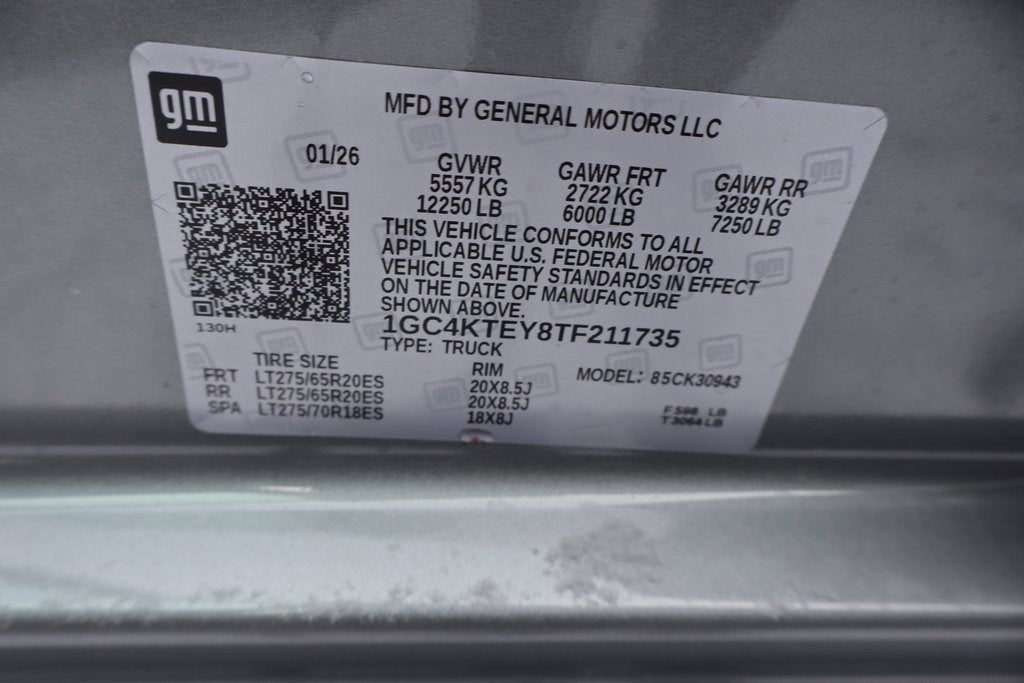 gm
MFD BY GENERAL MOTORS LLC
01/26
GVWR
5557 KG
12250 LB
GAWR FRT
2722 KG
6000 LB
GAWR RR
3289 KG
7250 LB
THIS VEHICLE CONFORMS TO ALL
APPLICABLE U.S. FEDERAL MOTOR
VEHICLE SAFETY STANDARDS IN EFFECT
ON THE DATE OF MANUFACTURE
SHOWN ABOVE.
130H
1GC4KTEY8TF211735
TYPE: TRUCK
TIRE SIZE RIM
MODEL: 85CK30943
FRT LT275/65R20ES 20X8.5J
RR LT275/65R20ES 20X8.5J
SPA LT275/70R18ES 18X8J
F 598 LB
T 3064 LB